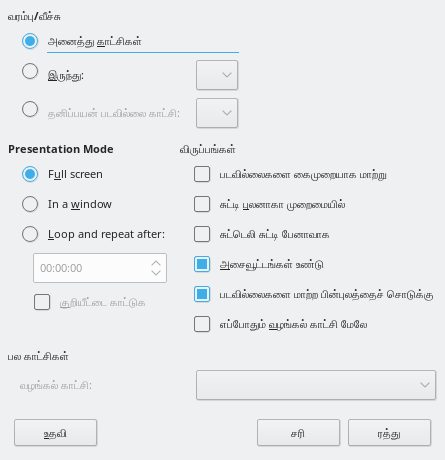 வரம்பு/வீச்சு
அனைத்து காட்சிகள்
இருந்து:
தனிப்பயன் படவில்லை காட்சி:
Presentation Mode
விருப்பங்கள்
Full screen
படவில்லைகளை கைமுறையாக மாற்று
In a window
சுட்டி புலனாகா முறைமையில்
Loop and repeat after:
சுட்டெலி சுட்டி பேனாவாக
00:00:00
அசைவூட்டங்கள் உண்டு
குறியீட்டை காட்டுக
படவில்லைகளை மாற்ற பின்புலத்தைச் சொடுக்கு
எப்போதும் வழங்கல் காட்சி மேலே
பல காட்சிகள்
வழங்கல் காட்சி:
உதவி
சரி
ரத்து